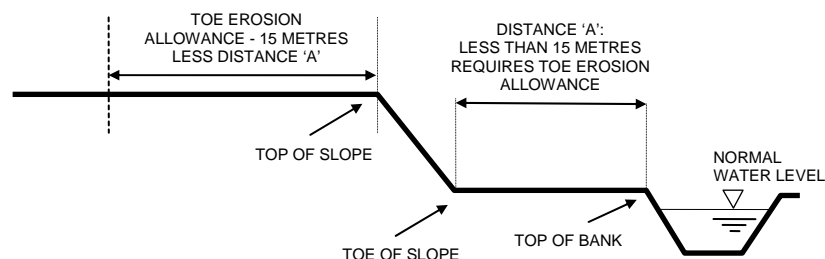 TOE EROSION
ALLOWANCE - 15 METRES
LESS DISTANCE ‘A’
DISTANCE ‘A’:
LESS THAN 15 METRES
REQUIRES TOE EROSION
ALLOWANCE
TOP OF SLOPE
NORMAL
WATER LEVEL
TOE OF SLOPE
TOP OF BANK